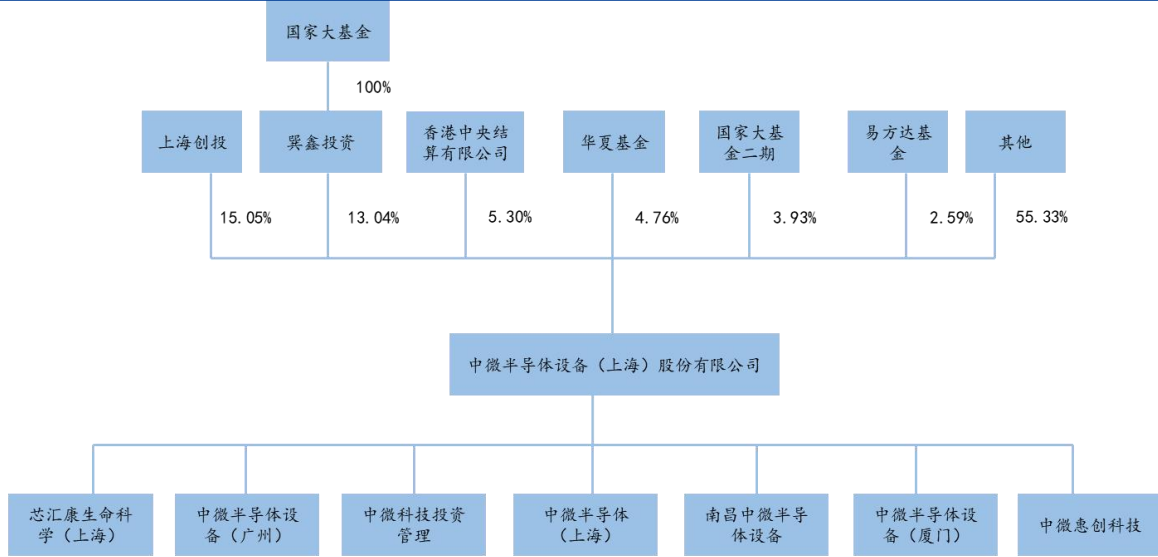 国家大基金
100%
上海创投
巽鑫投资
香港中央结
算有限公司
华夏基金
国家大基
金二期
易方达基
金
其他
15.05%
13.04%
5.30%
4.76%
3.93%
2.59%
55.33%
中微半导体设备（上海）股份有限公司
芯汇康生命科
学（上海）
中微半导体设
备（广州）
中微科技投资
管理
中微半导体
（上海）
南昌中微半导
体设备
中微半导体设
备（厦门）
中微惠创科技